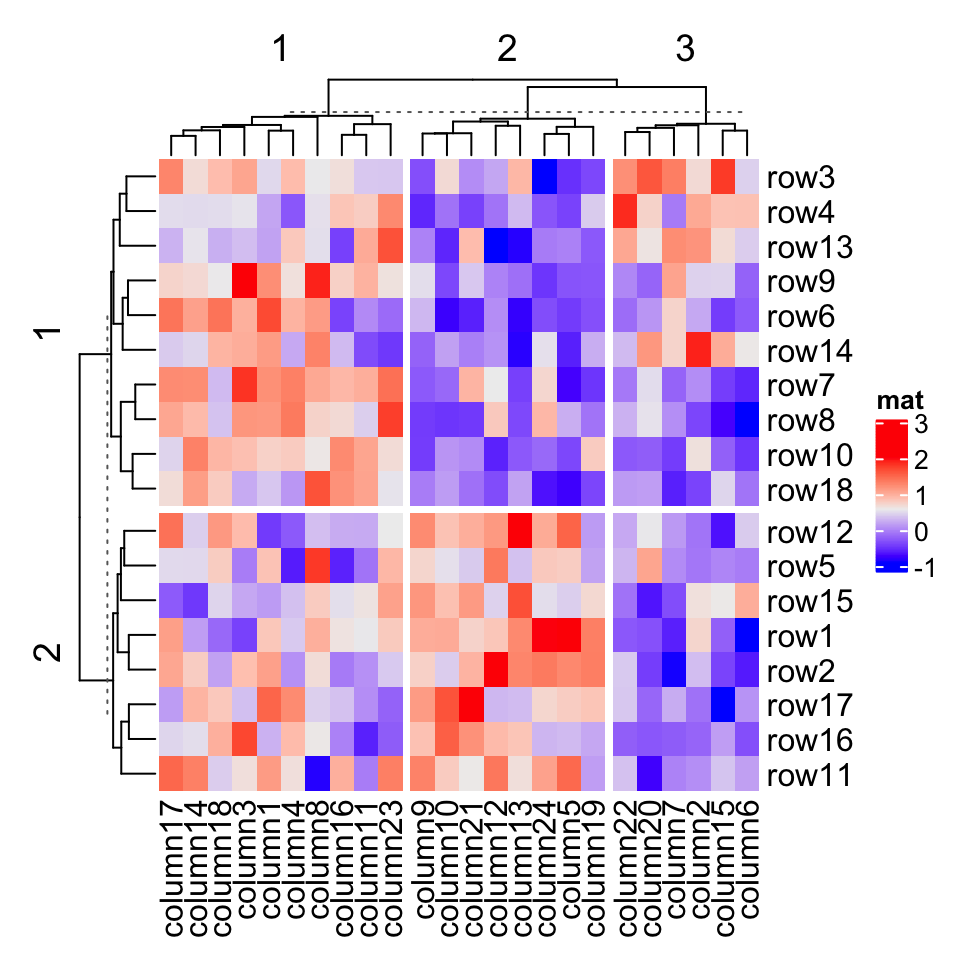 1 2 3
row3
row4
row13
row9
row6
row14
row7
row8
row10
row18
row12
row5
row15
row1
row2
row17
row16
row11
1
2
column17
column14
column18
column3
column1
column4
column8
column16
column11
column23
column9
column10
column21
column12
column13
column24
column5
column19
column22
column20
column7
column2
column15
column6
mat
3
2
1
0
-1